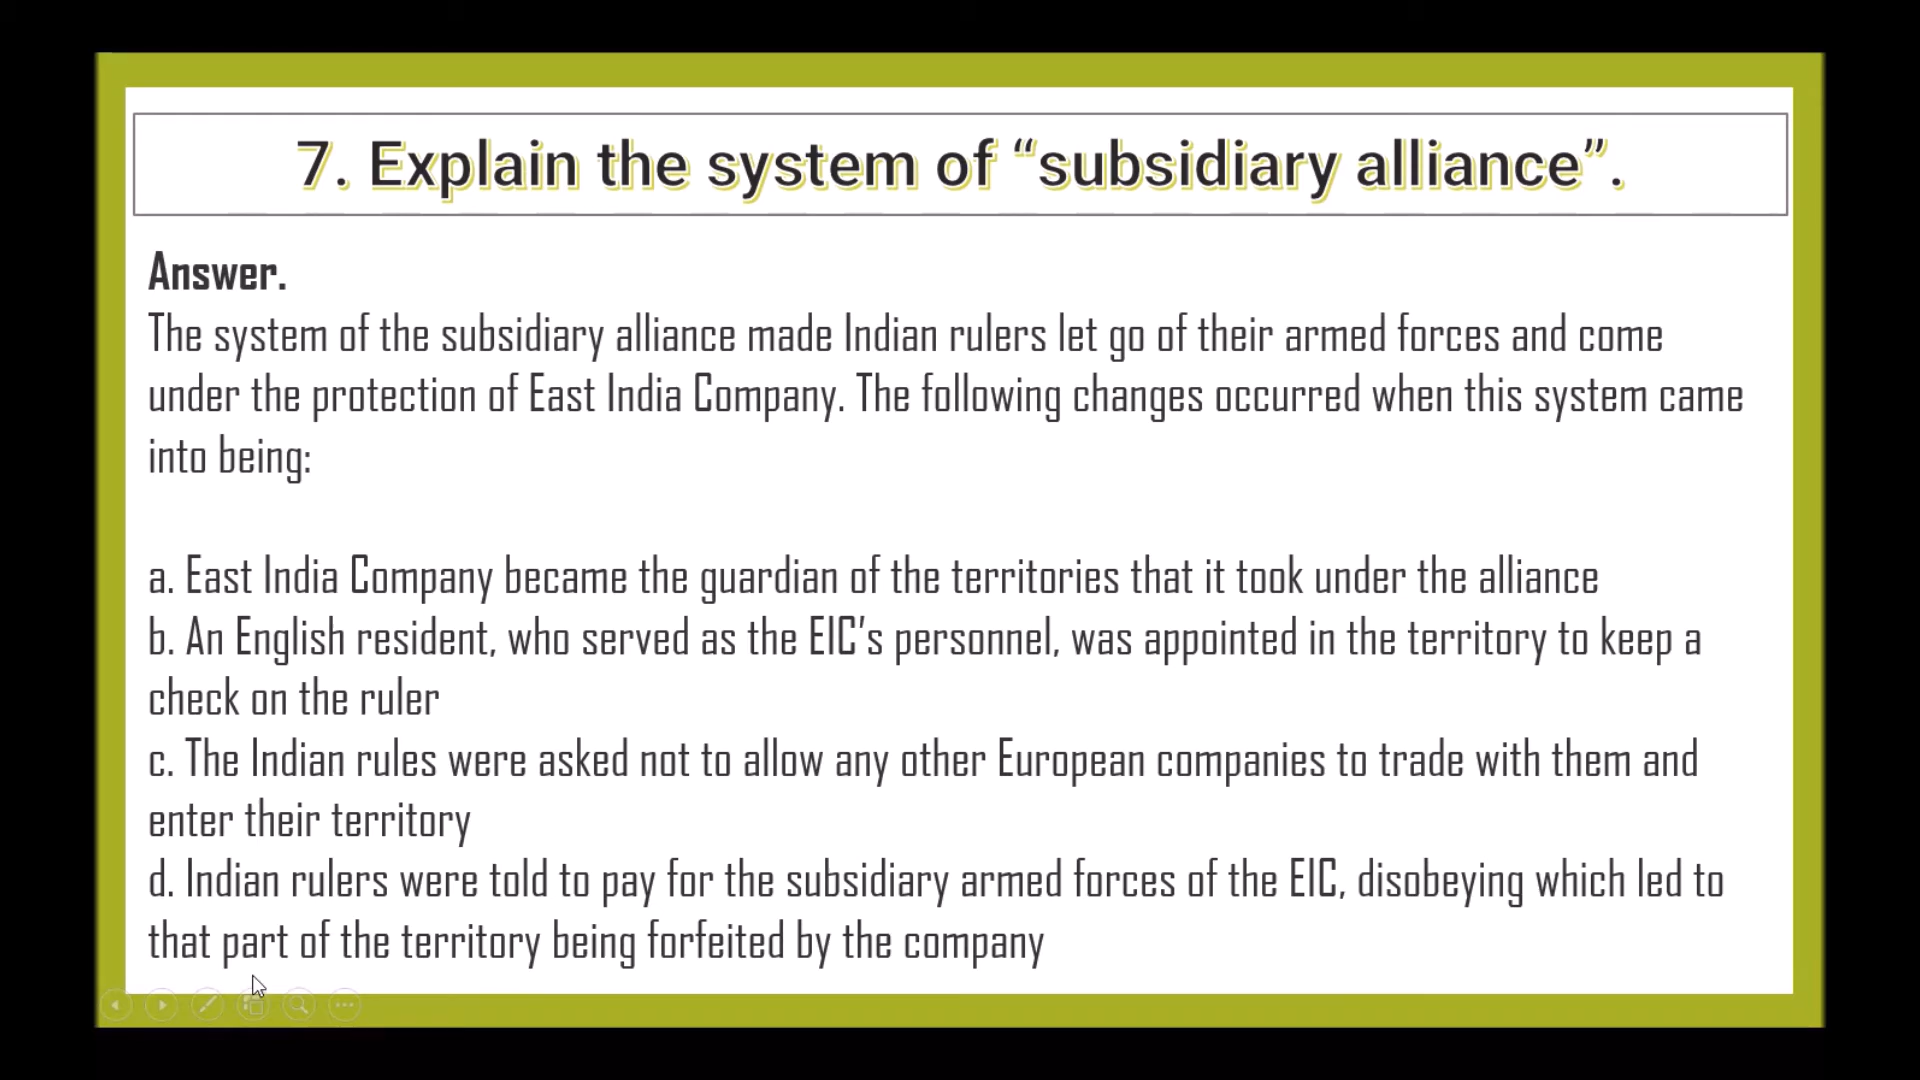 7. Explain the system of “subsidiary alliance”.
Answer.
The system of the subsidiary alliance made Indian rulers let go of their armed forces and come
under the protection of East India Company. The following changes occurred when this system came
into being:
a. East India Company became the guardian of the territories that it took under the alliance
b. An English resident, who served as the EIC’s personnel, was appointed in the territory to keep a
check on the ruler
c. The Indian rules were asked not to allow any other European companies to trade with them and
enter their territory
d. Indian rulers were told to pay for the subsidiary armed forces of the EIC, disobeying which led to
that part of the territory being forfeited by the company